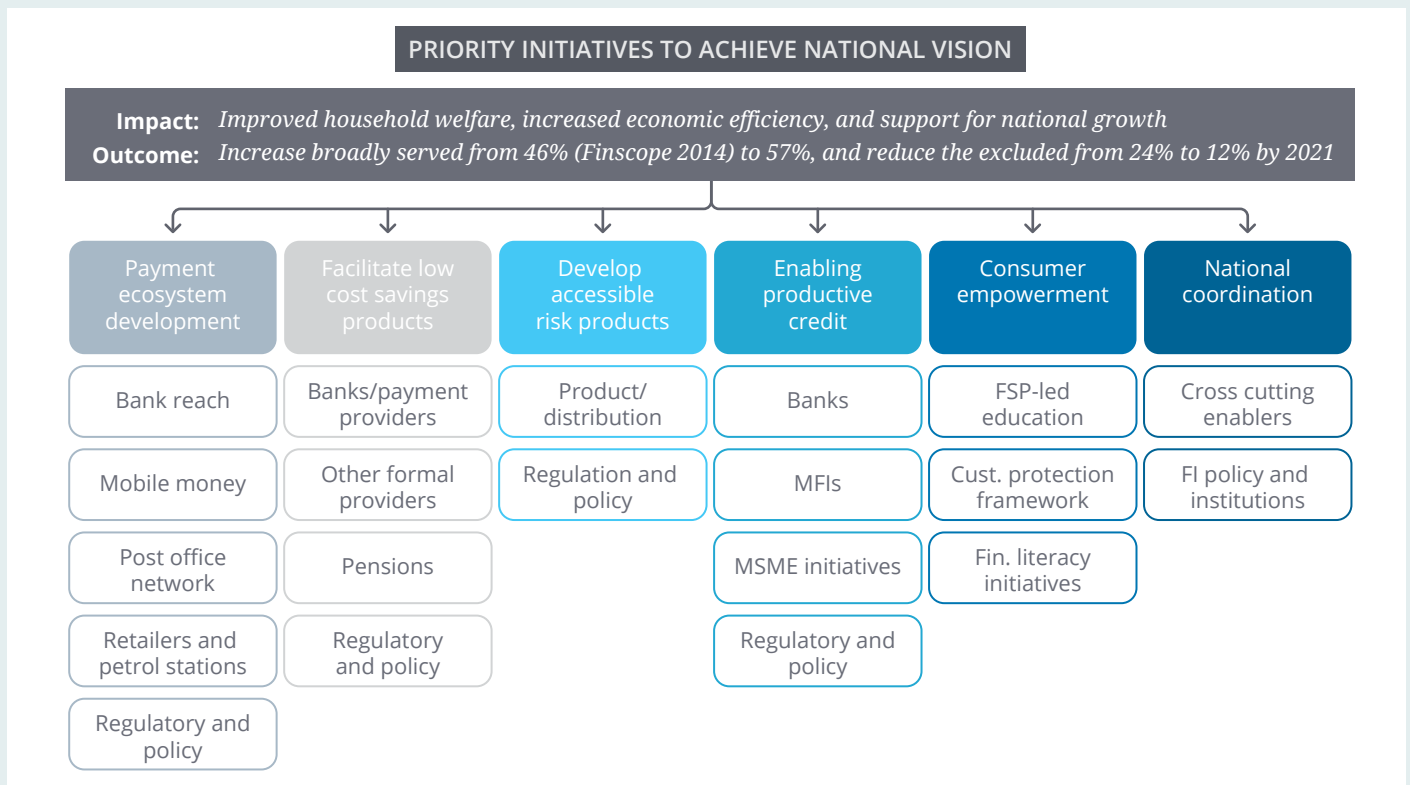 PRIORITY INITIATIVES TO ACHIEVE NATIONAL VISION
Impact: Improved household welfare, increased economic efficiency, and support for national growth
Outcome: Increase broadly served from 46% (Finscope 2014) to 57%, and reduce the excluded from 24% to 12% by 2021
Payment
ecosystem
development
Bank reach
Mobile money
Post office
network
Retailers and
petrol stations
Regulatory and
policy
Facilitate low
cost savings
products
Banks/payment
providers
Other formal
providers
Pensions
Regulatory
and policy
Develop
accessible
risk products
Product/
distribution
Regulation and
policy
Enabling
productive
credit
Banks
MFIs
MSME initiatives
Regulatory and
policy
Consumer
empowerment
FSP-led
education
Cust. protection
framework
Fin. literacy
initiatives
National
coordination
Cross cutting
enablers
FI policy and
institutions